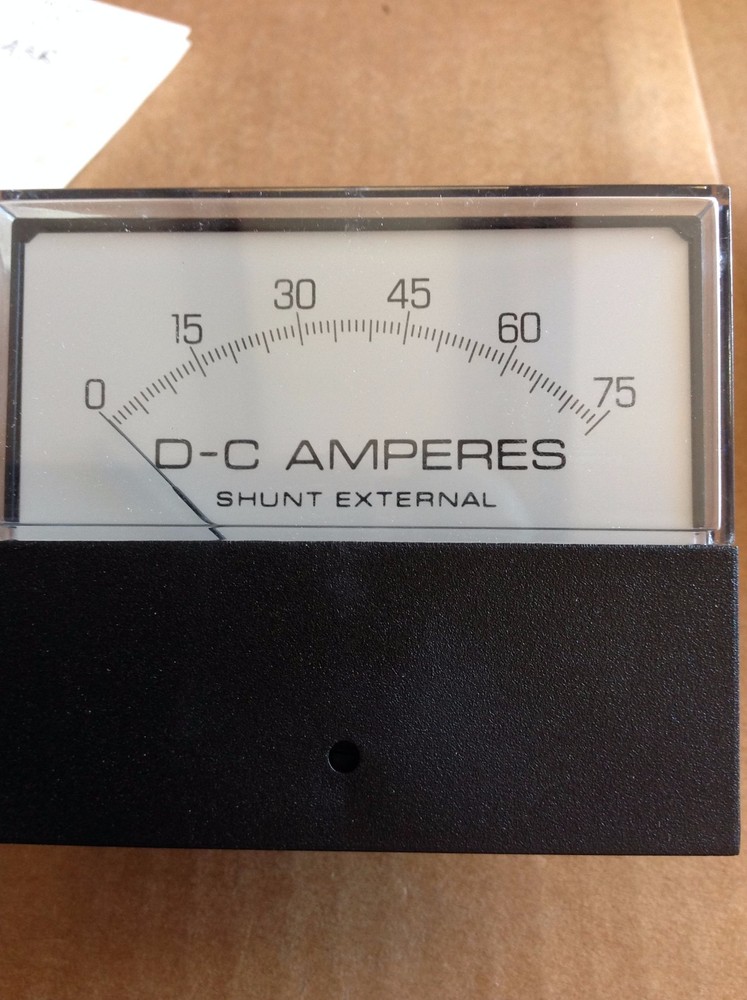 0 15 30 45 60 75
D-C AMPERES
SHUNT EXTERNAL